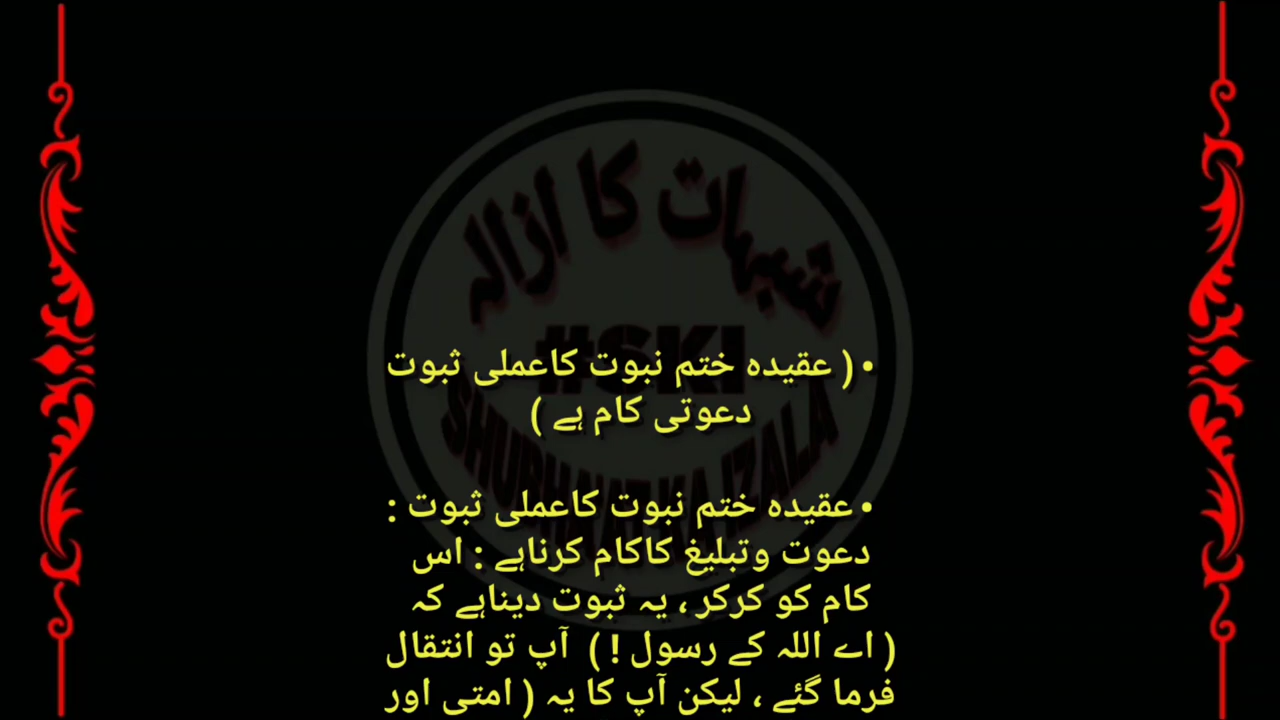 شبہات کا ازالہ
#SKI
SHUBHAAT KA IZALA
• ( عقیدہ ختم نبوت کاعملی ثبوت
دعوتی کام ہے )
• عقیدہ ختم نبوت کاعملی ثبوت :
دعوت وتبلیغ کاکام کرناہے : اس
کام کو کرکر ، یہ ثبوت دیناہے کہ
( اے اللہ کے رسول ! ) آپ تو انتقال
فرما گئے ، لیکن آپ کا یہ ( امتی اور